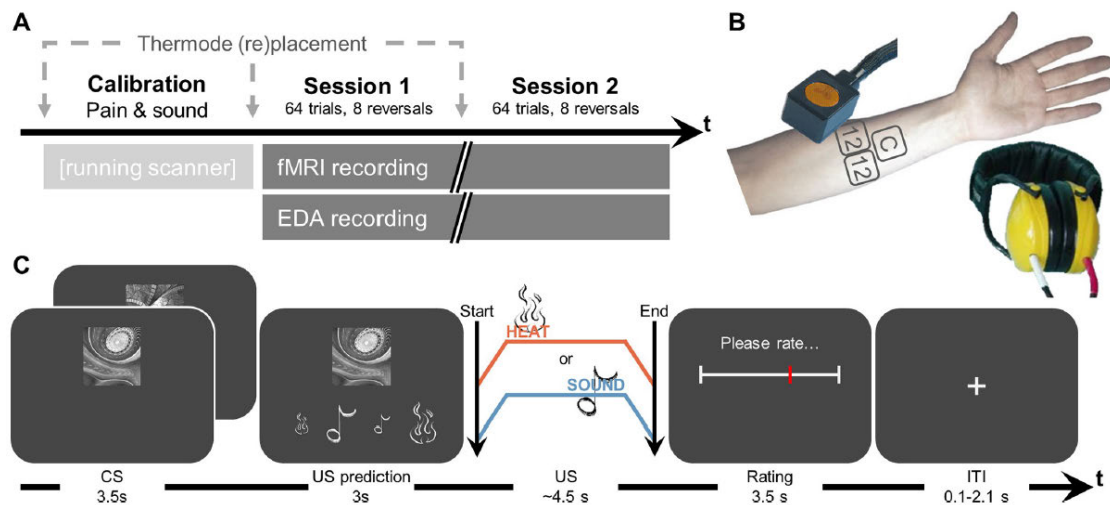 A
Thermode (re)placement
Calibration
Pain & sound
Session 1
64 trials, 8 reversals
Session 2
64 trials, 8 reversals
t
[running scanner]
fMRI recording
EDA recording
B
12
12
C
C
Start
HEAT
or
SOUND
End
Please rate...
CS
3.5s
US prediction
3s
US
~4.5 s
Rating
3.5 s
ITI
0.1-2.1 s
t